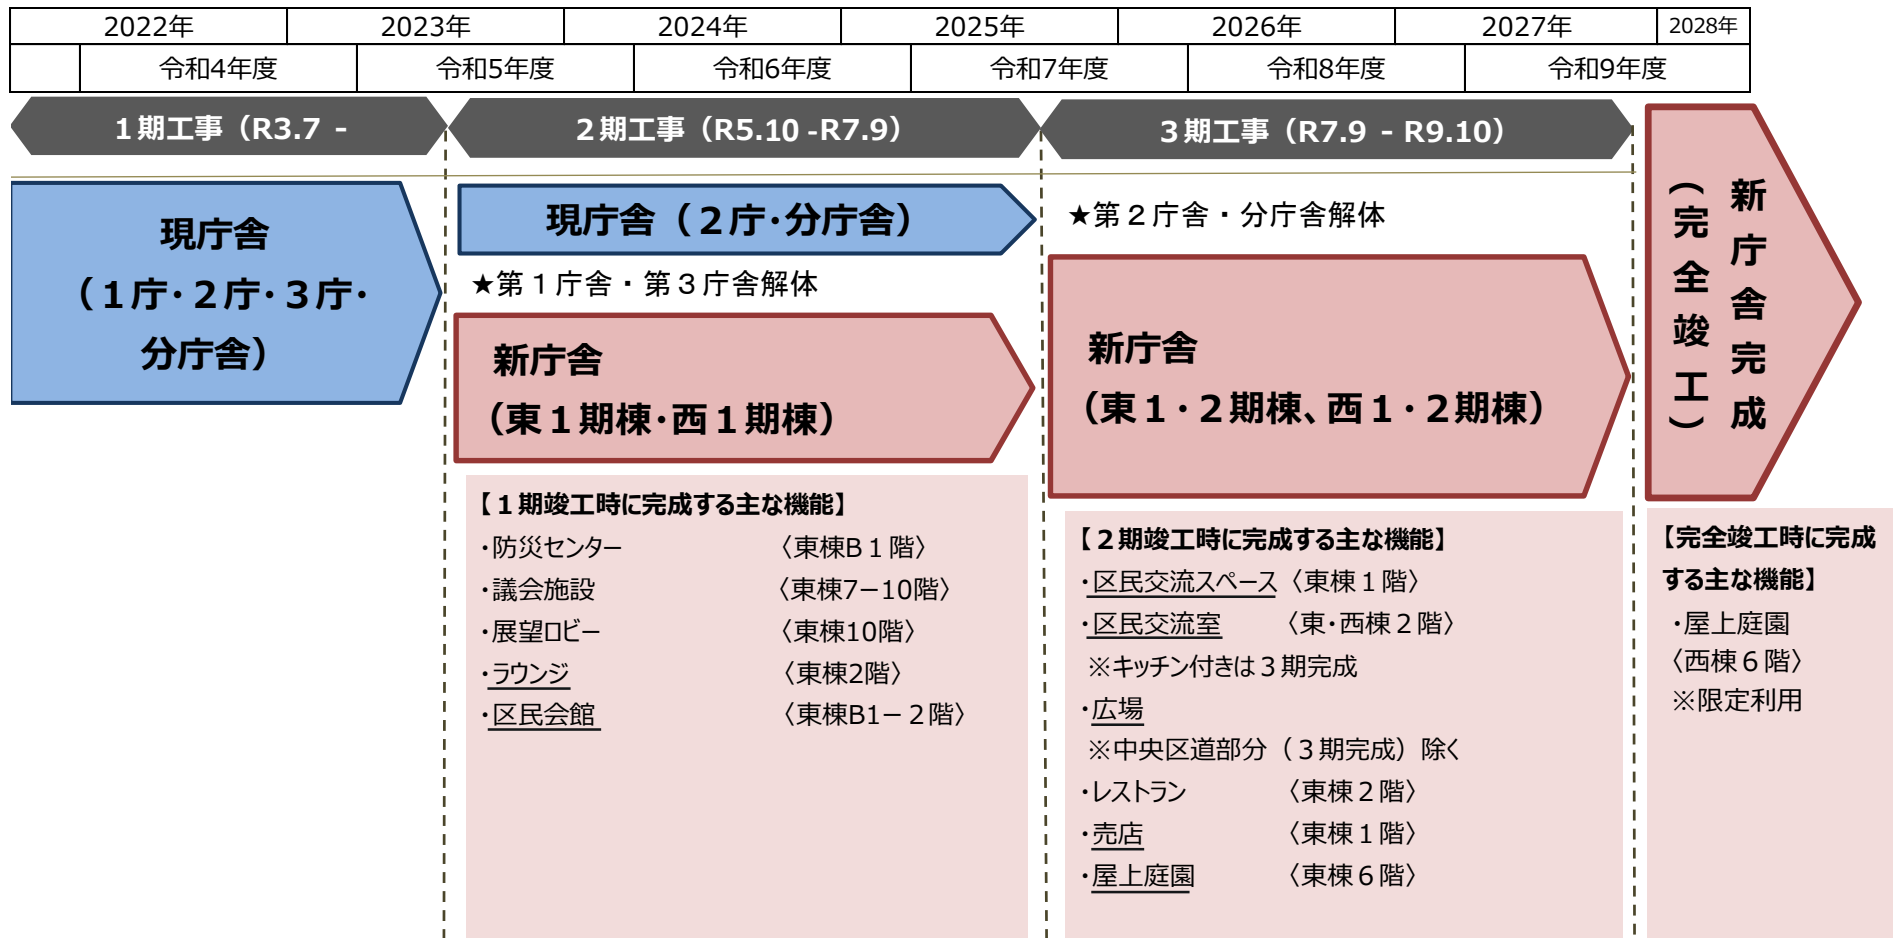 2022年 2023年 2024年 2025年 2026年 2027年 2028年
令和4年度 令和5年度 令和6年度 令和7年度 令和8年度 令和9年度
１期工事（R3.7 -
２期工事（R5.10 -R7.9）
３期工事（R7.9 - R9.10）
現庁舎
（１庁・２庁・３庁・
分庁舎）
現庁舎（２庁・分庁舎）
★第１庁舎・第３庁舎解体
新庁舎
（東１期棟・西１期棟）
【１期竣工時に完成する主な機能】
・防災センター 〈東棟B１階〉
・議会施設 〈東棟7－10階〉
・展望ロビー 〈東棟10階〉
・ラウンジ 〈東棟2階〉
・区民会館 〈東棟B1－２階〉
★第２庁舎・分庁舎解体
新庁舎
（東１・２期棟、西１・２期棟）
【２期竣工時に完成する主な機能】
・区民交流スペース 〈東棟１階〉
・区民交流室 〈東・西棟２階〉
※キッチン付きは３期完成
・広場
※中央区道部分（３期完成）除く
・レストラン 〈東棟２階〉
・売店 〈東棟１階〉
・屋上庭園 〈東棟６階〉
新庁舎完成
（完全竣工）
【完全竣工時に完成
する主な機能】
・屋上庭園
〈西棟６階〉
※限定利用